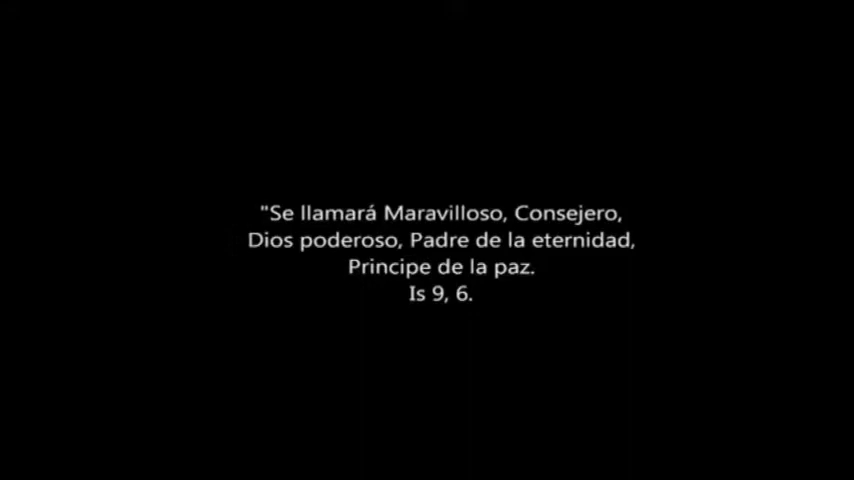 "Se llamará Maravilloso, Consejero,
Dios poderoso, Padre de la eternidad,
Principe de la paz.
Is 9, 6.